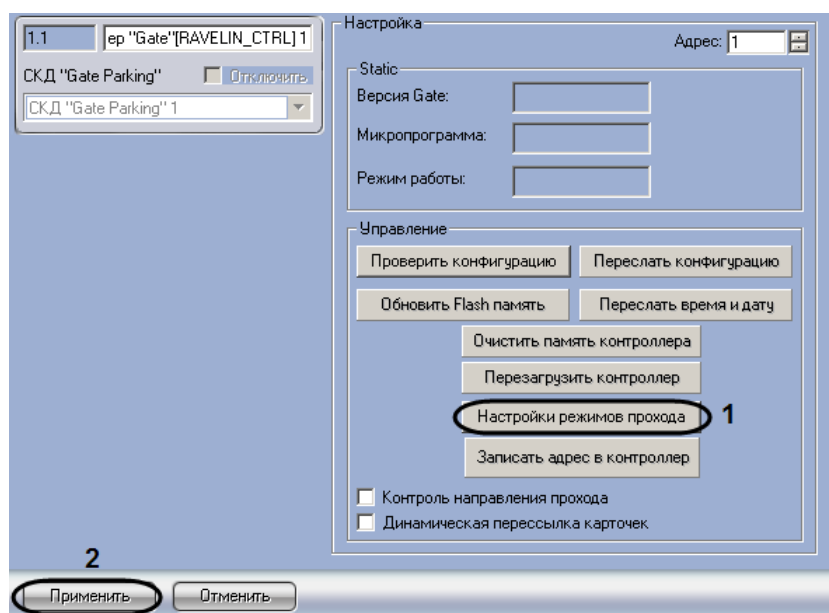 1.1
ер "Gate"[RAVELIN_CTRL] 1
СКД "Gate Parking"
Отключить
СКД "Gate Parking" 1
Настройка
Адрес: 1
Static
Версия Gate:
Микропрограмма:
Режим работы:
Управление
Проверить конфигурацию
Переслать конфигурацию
Обновить Flash память
Переслать время и дату
Очистить память контроллера
Перезагрузить контроллер
Настройки режимов прохода
1
Записать адрес в контроллер
Контроль направления прохода
Динамическая перессылка карточек
2
Применить
Отменить